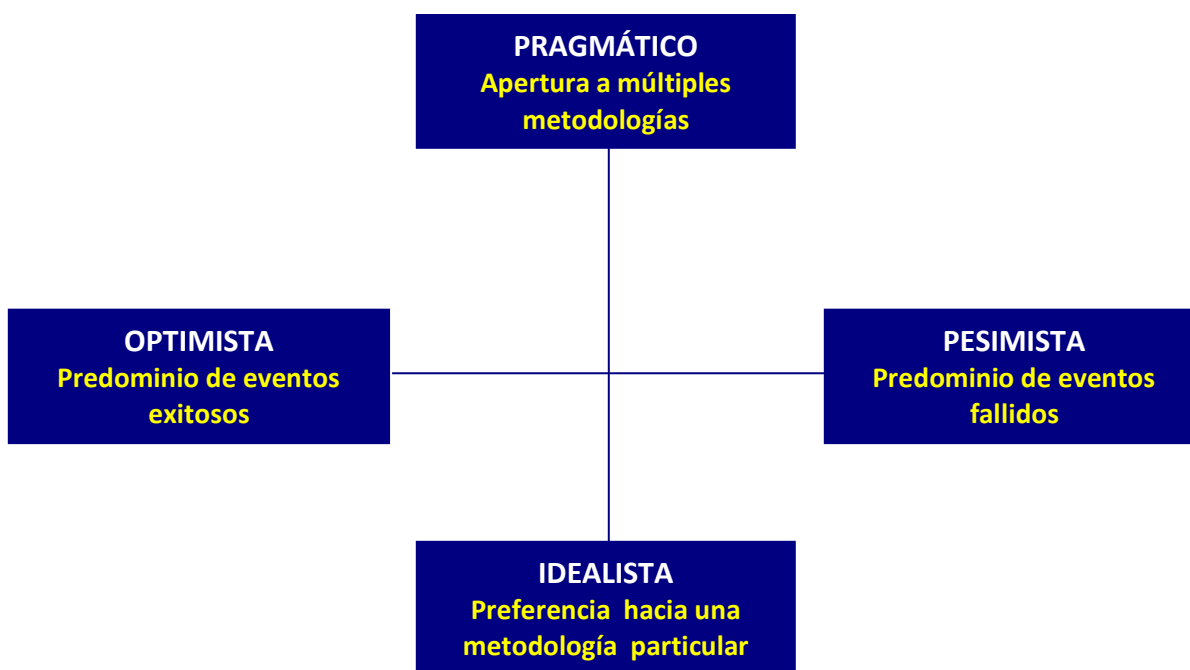 PRAGMÁTICO
Apertura a múltiples
metodologías
OPTIMISTA
Predominio de eventos
exitosos
PESIMISTA
Predominio de eventos
fallidos
IDEALISTA
Preferencia hacia una
metodología particular